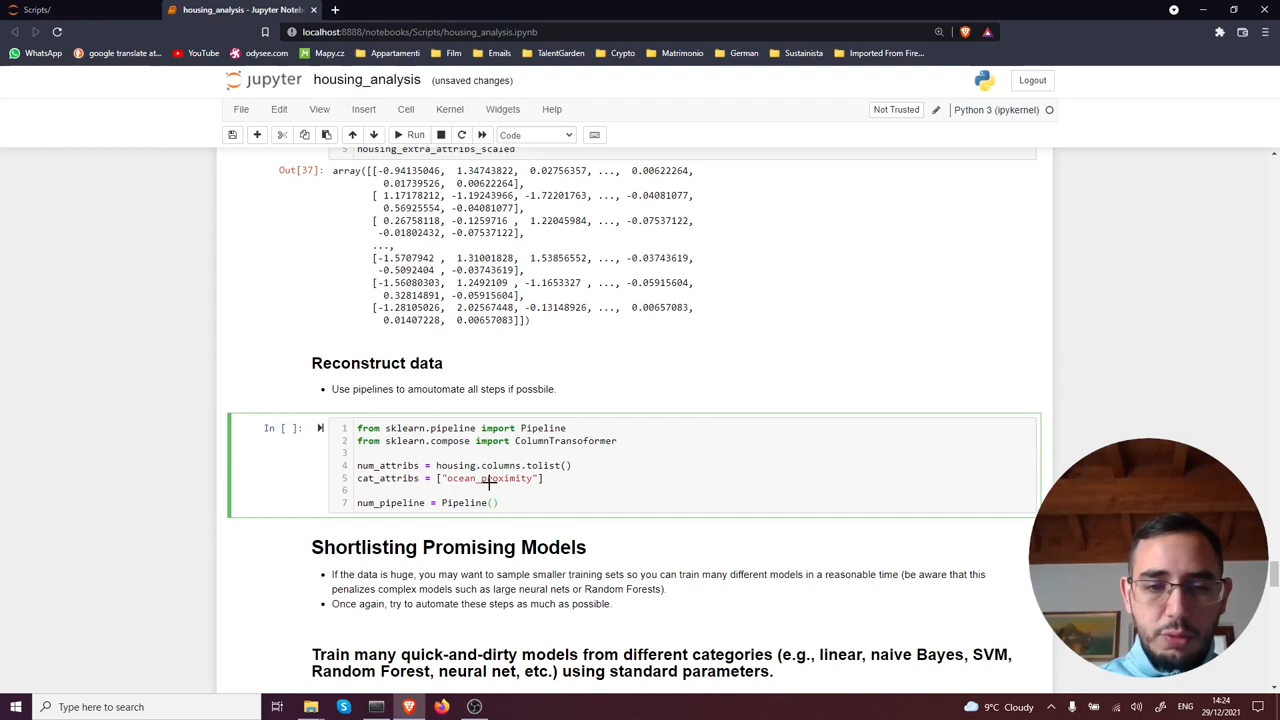 Scripts/
housing_analysis - Jupyter Noteb
localhost:8888/notebooks/Scripts/housing_analysis.ipynb
WhatsApp google translate at... YouTube odysee.com Mapy.cz Appartamenti Film Emails TalentGarden Crypto Matrimonio German Sustainista Imported From Fire...
jupyter housing_analysis (unsaved changes) Logout
File Edit View Insert Cell Kernel Widgets Help Not Trusted Python 3 (ipykernel)
Run Code
5 housing_extra_attribs_scaled
Out[37]: array([[-0.94135046, 1.34743822, 0.02756357, ..., 0.00622264,
0.01739526, 0.00622264],
[ 1.17178212, -1.19243966, -1.72201763, ..., -0.04081077,
0.56925554, -0.04081077],
[ 0.26758118, -0.1259716 , 1.22045984, ..., -0.07537122,
-0.01802432, -0.07537122],
...,
[-1.5707942 , 1.31001828, 1.53856552, ..., -0.03743619,
-0.5092404 , -0.03743619],
[-1.56080303, 1.2492109 , -1.1653327 , ..., -0.05915604,
0.32814891, -0.05915604],
[-1.28105026, 2.02567448, -0.13148926, ..., 0.00657083,
0.01407228, 0.00657083]])
Reconstruct data
• Use pipelines to amoutomate all steps if possbile.
In [ ]: 1 from sklearn.pipeline import Pipeline
2 from sklearn.compose import ColumnTransoformer
3
4 num_attribs = housing.columns.tolist()
5 cat_attribs = ["ocean_proximity"]
6
7 num_pipeline = Pipeline()
Shortlisting Promising Models
• If the data is huge, you may want to sample smaller training sets so you can train many different models in a reasonable time (be aware that this
penalizes complex models such as large neural nets or Random Forests).
• Once again, try to automate these steps as much as possible.
Train many quick-and-dirty models from different categories (e.g., linear, naive Bayes, SVM,
Random Forest, neural net, etc.) using standard parameters.
Type here to search 9°C Cloudy ENG 14:24
29/12/2021